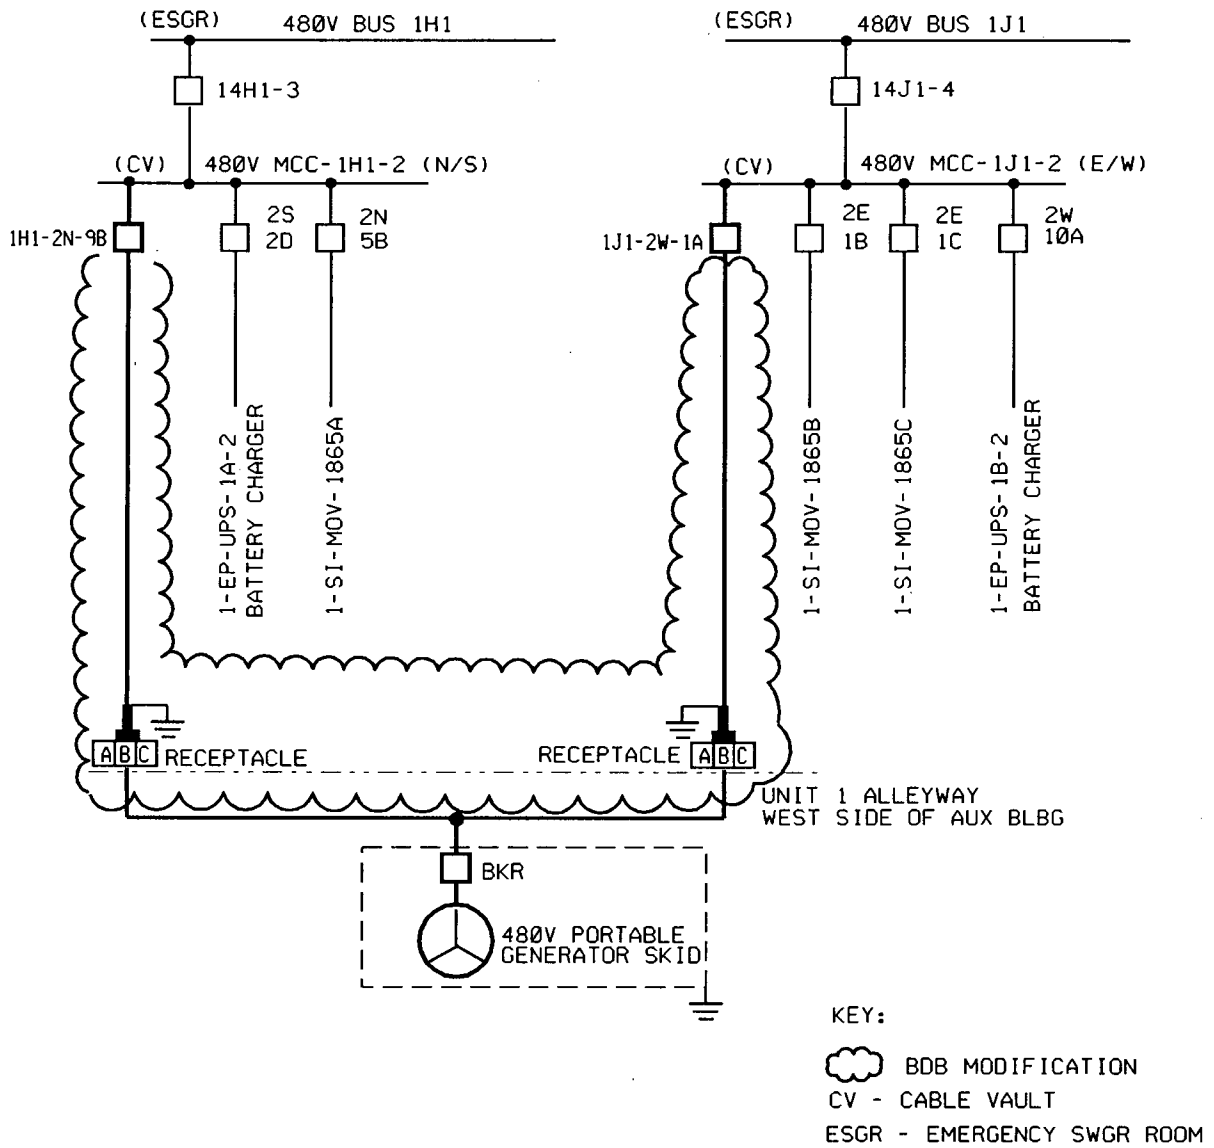 (ESGR) 480V BUS 1H1
(ESGR) 480V BUS 1J1
14H1-3
14J1-4
(CV) 480V MCC-1H1-2 (N/S)
(CV) 480V MCC-1J1-2 (E/W)
1H1-2N-9B
2S
2D
2N
5B
1J1-2W-1A
2E
1B
2E
1C
2W
10A
1-EP-UPS-1A-2
BATTERY CHARGER
1-SI-MOV-1865A
1-SI-MOV-1865B
1-SI-MOV-1865C
1-EP-UPS-1B-2
BATTERY CHARGER
A B C RECEPTACLE
RECEPTACLE A B C
UNIT 1 ALLEYWAY
WEST SIDE OF AUX BLBG
BKR
480V PORTABLE
GENERATOR SKID
KEY:
BDB MODIFICATION
CV - CABLE VAULT
ESGR - EMERGENCY SWGR ROOM